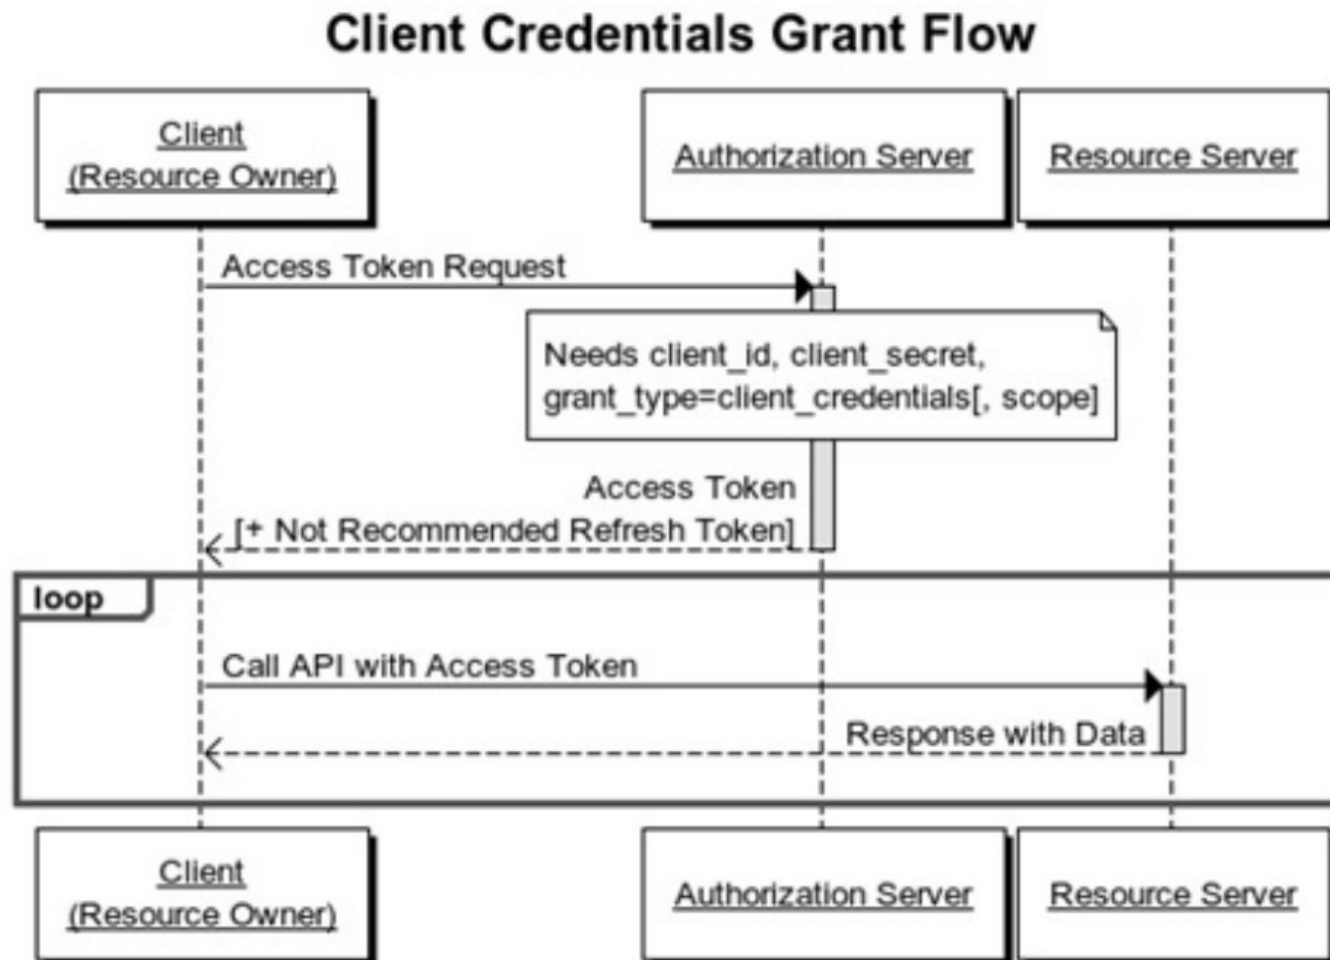 Client Credentials Grant Flow
Client
(Resource Owner)
Authorization Server
Resource Server
Access Token Request
Needs client_id, client_secret,
grant_type=client_credentials[, scope]
Access Token
[+ Not Recommended Refresh Token]
loop
Call API with Access Token
Response with Data
Client
(Resource Owner)
Authorization Server
Resource Server